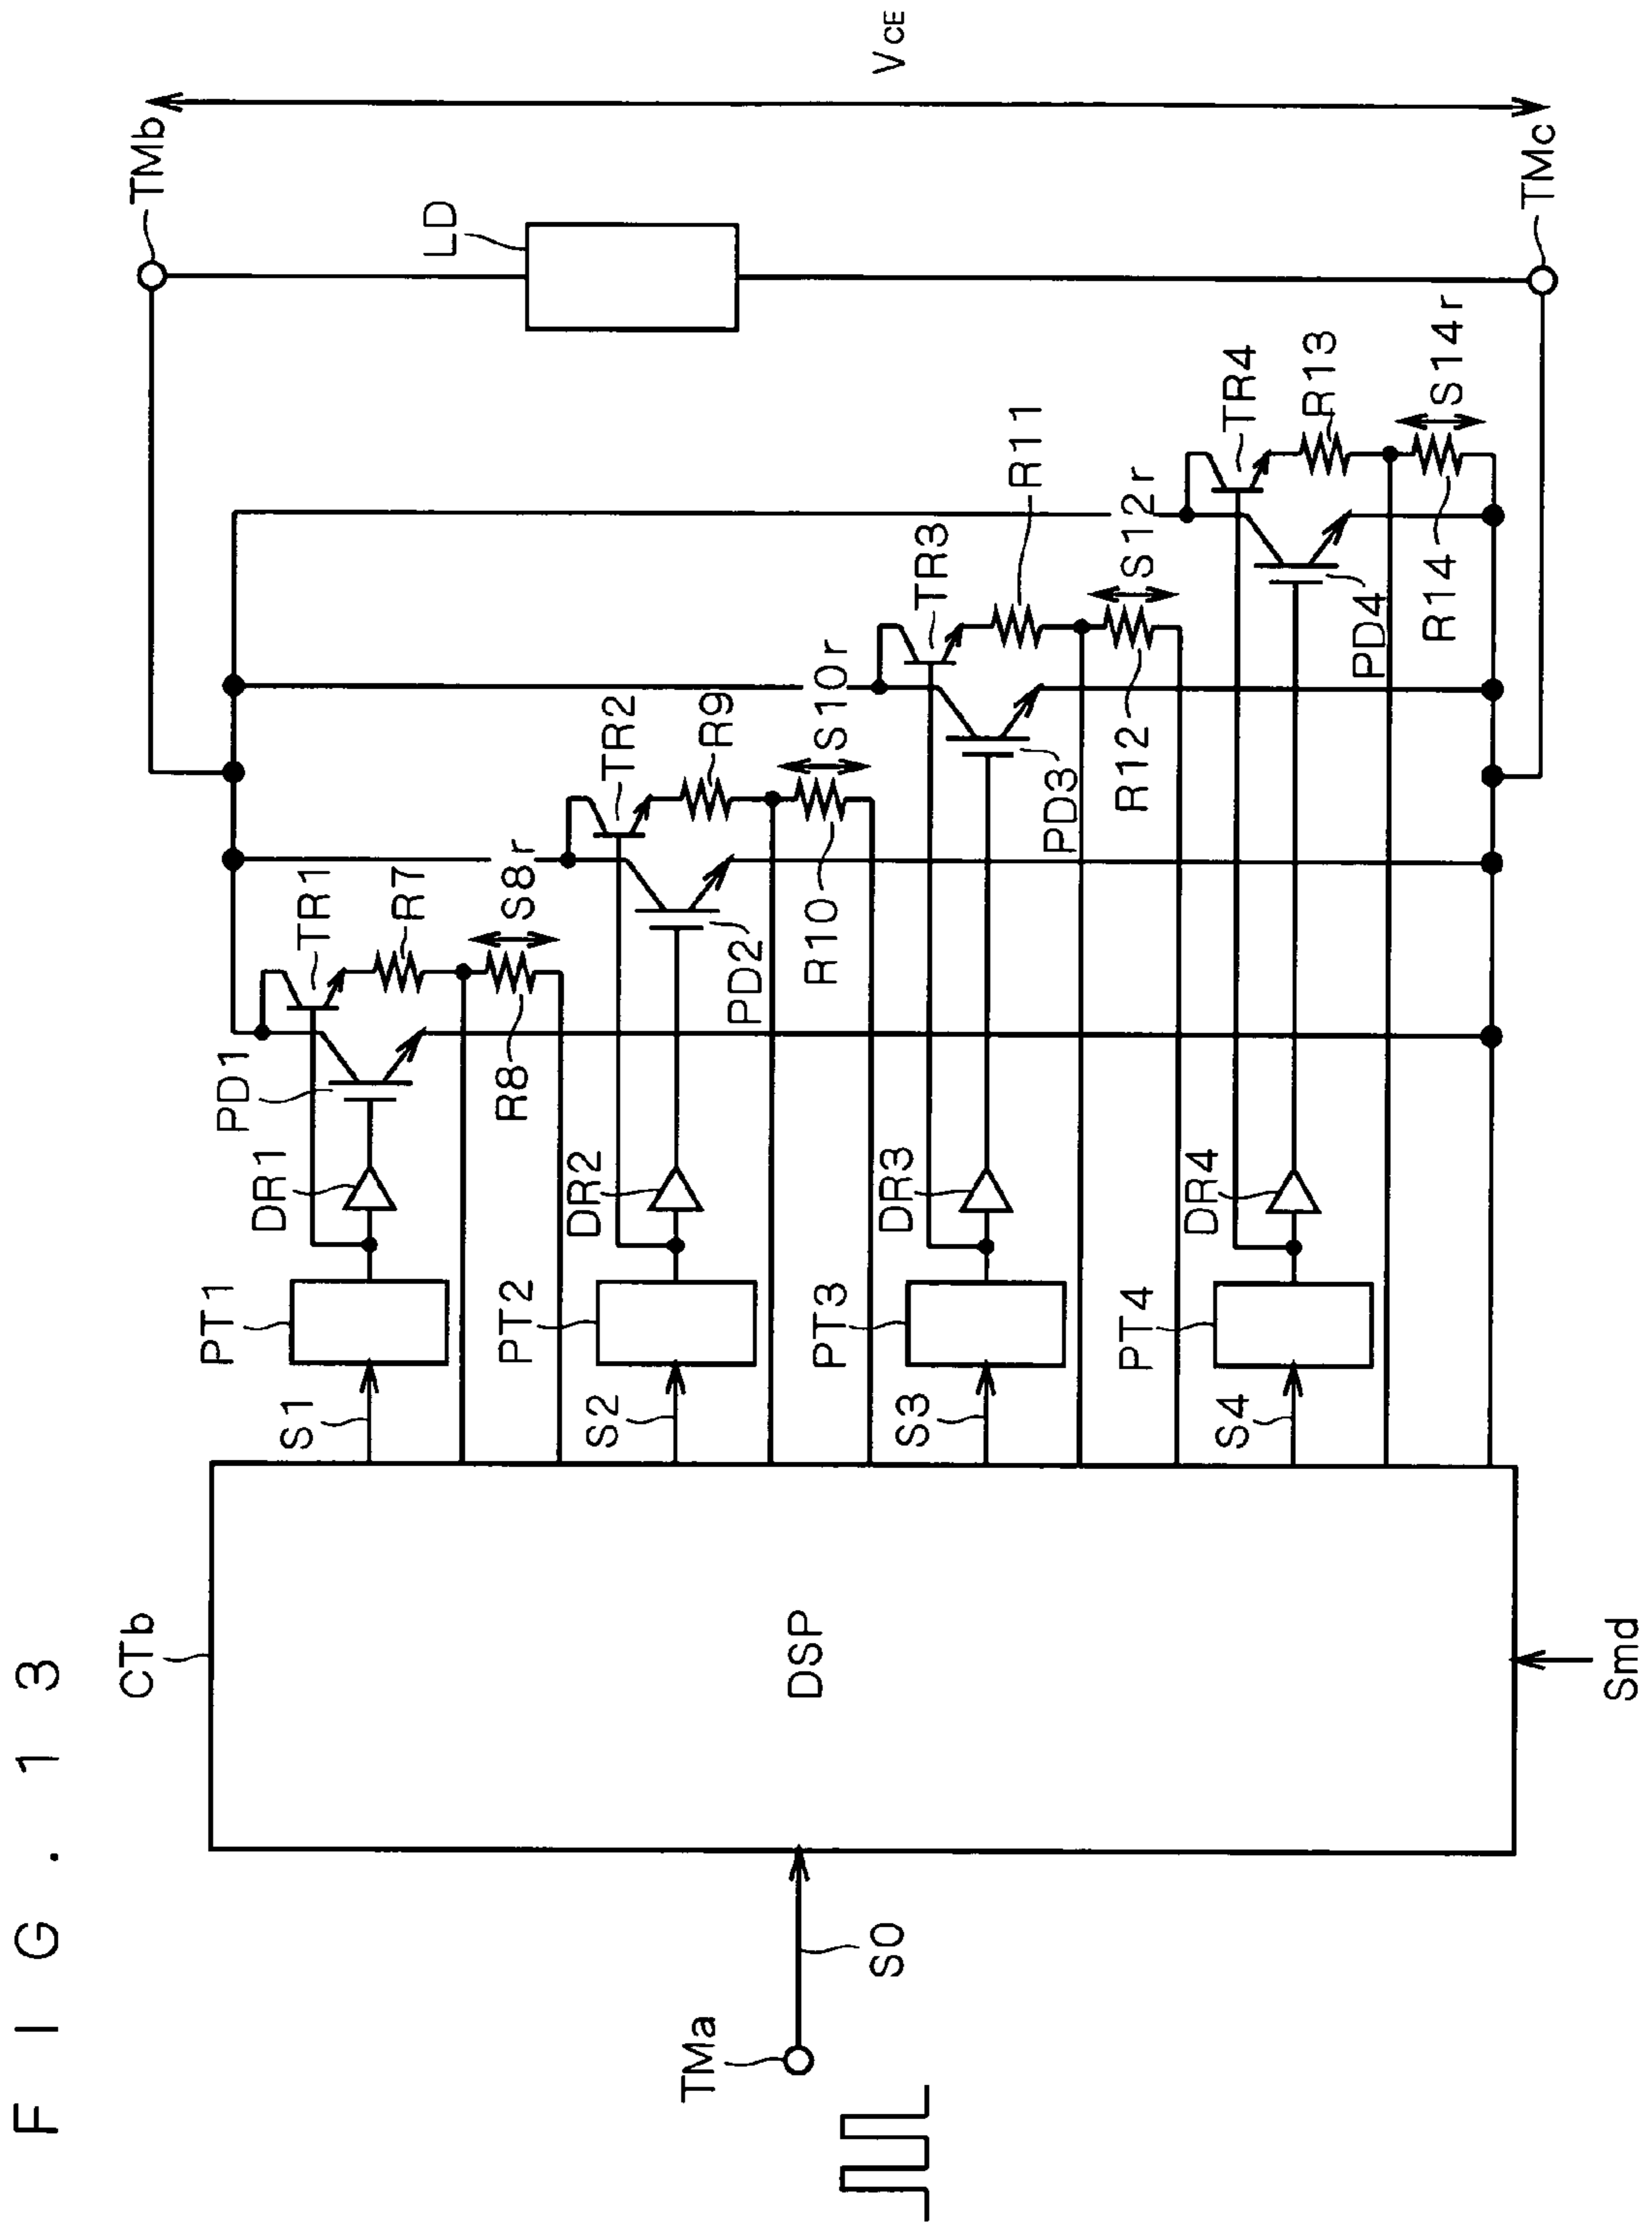 FIG. 13
TMa
S0
CTb
DSP
Smd
S1
PT1
DR1
PD1
TR1
R7
R8
S8r
S2
PT2
DR2
PD2
TR2
R9
R10
S10r
S3
PT3
DR3
PD3
TR3
R11
R12
S12r
S4
PT4
DR4
PD4
TR4
R13
R14
S14r
LD
TMb
TMc
VCE